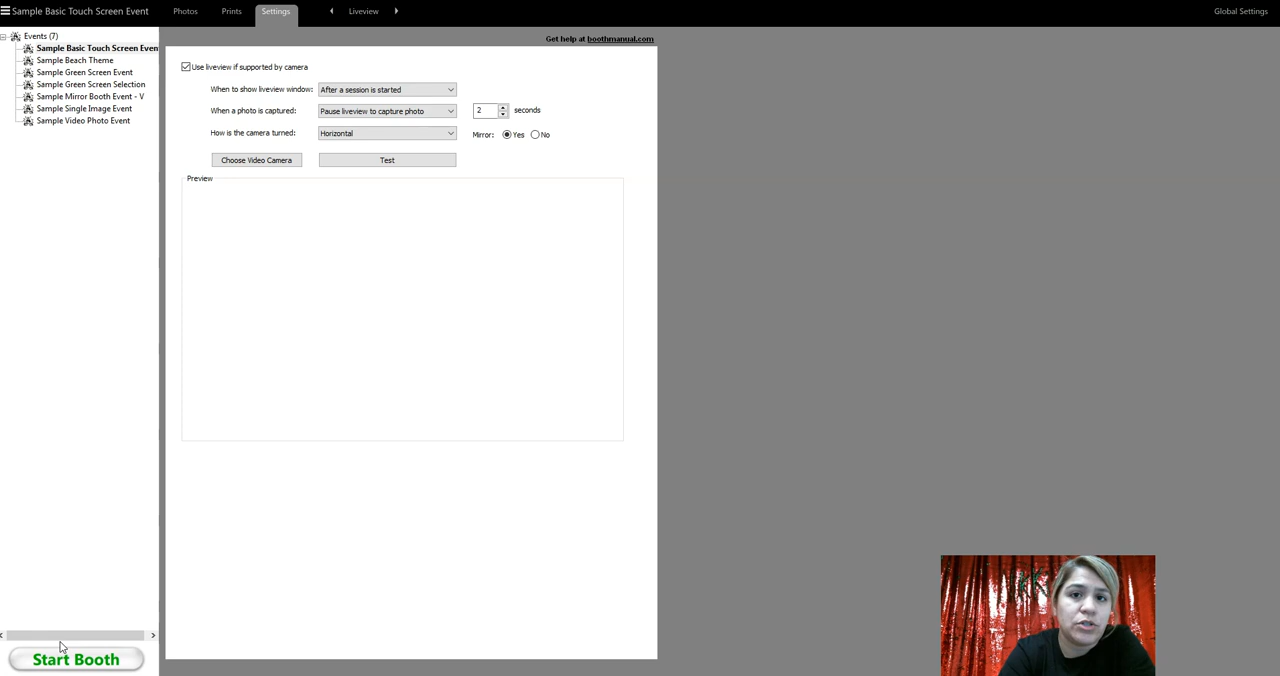 Sample Basic Touch Screen Event Photos Prints Settings Liveview Global Settings
Events (7)
Sample Basic Touch Screen Even
Sample Beach Theme
Sample Green Screen Event
Sample Green Screen Selection
Sample Mirror Booth Event - V
Sample Single Image Event
Sample Video Photo Event
Get help at boothmanual.com
Use liveview if supported by camera
When to show liveview window: After a session is started
When a photo is captured: Pause liveview to capture photo 2 seconds
How is the camera turned: Horizontal Mirror: Yes No
Choose Video Camera Test
Preview
Start Booth